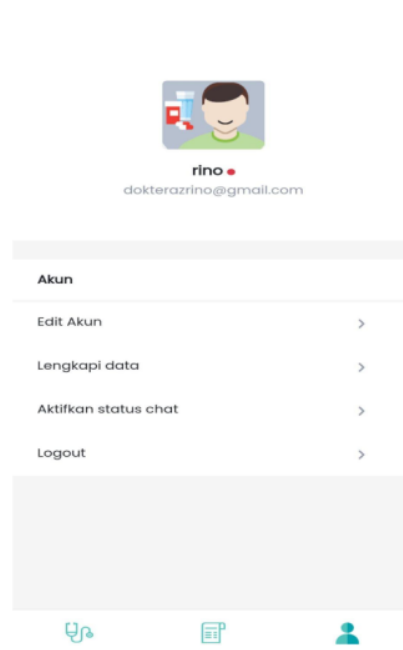 rino
dokterazrino@gmail.com
Akun
Edit Akun
Lengkapi data
Aktifkan status chat
Logout